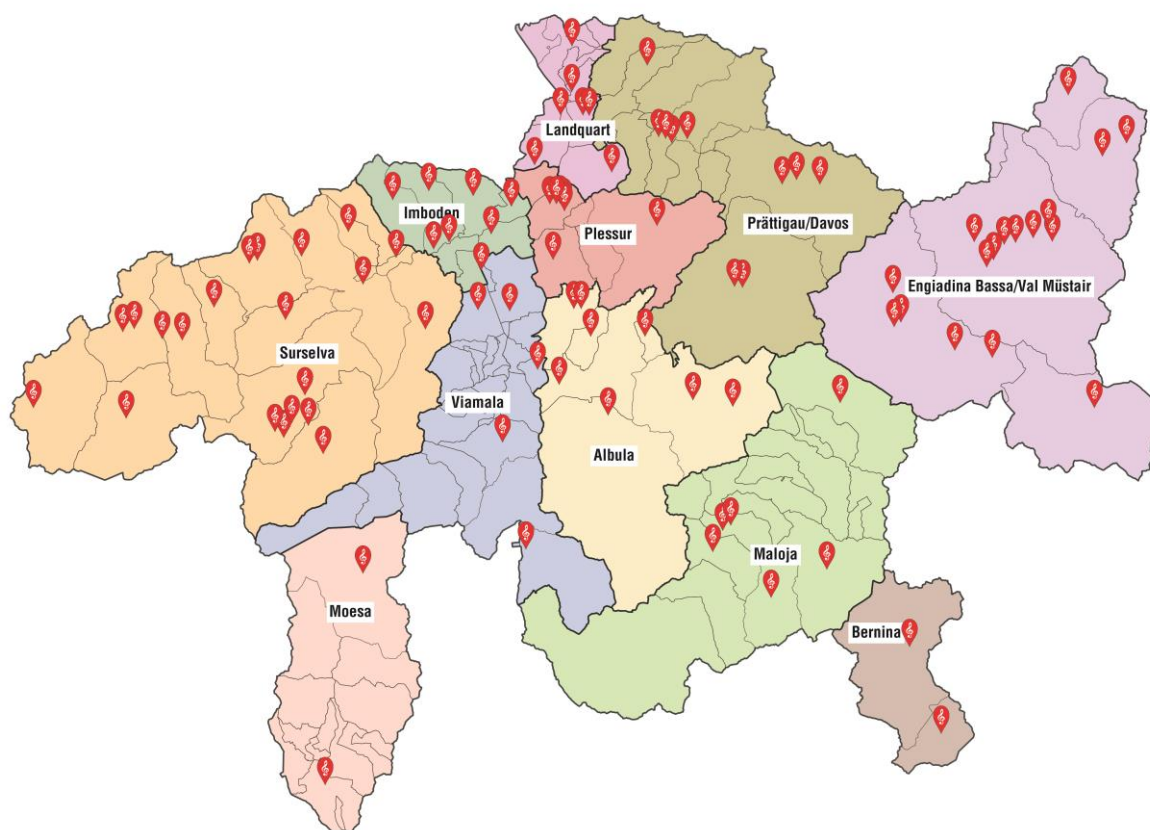 Landquart
Imboden
Plessur
Prättigau/Davos
Engiadina Bassa/Val Müstair
Surselva
Viamala
Albula
Maloja
Moesa
Bernina